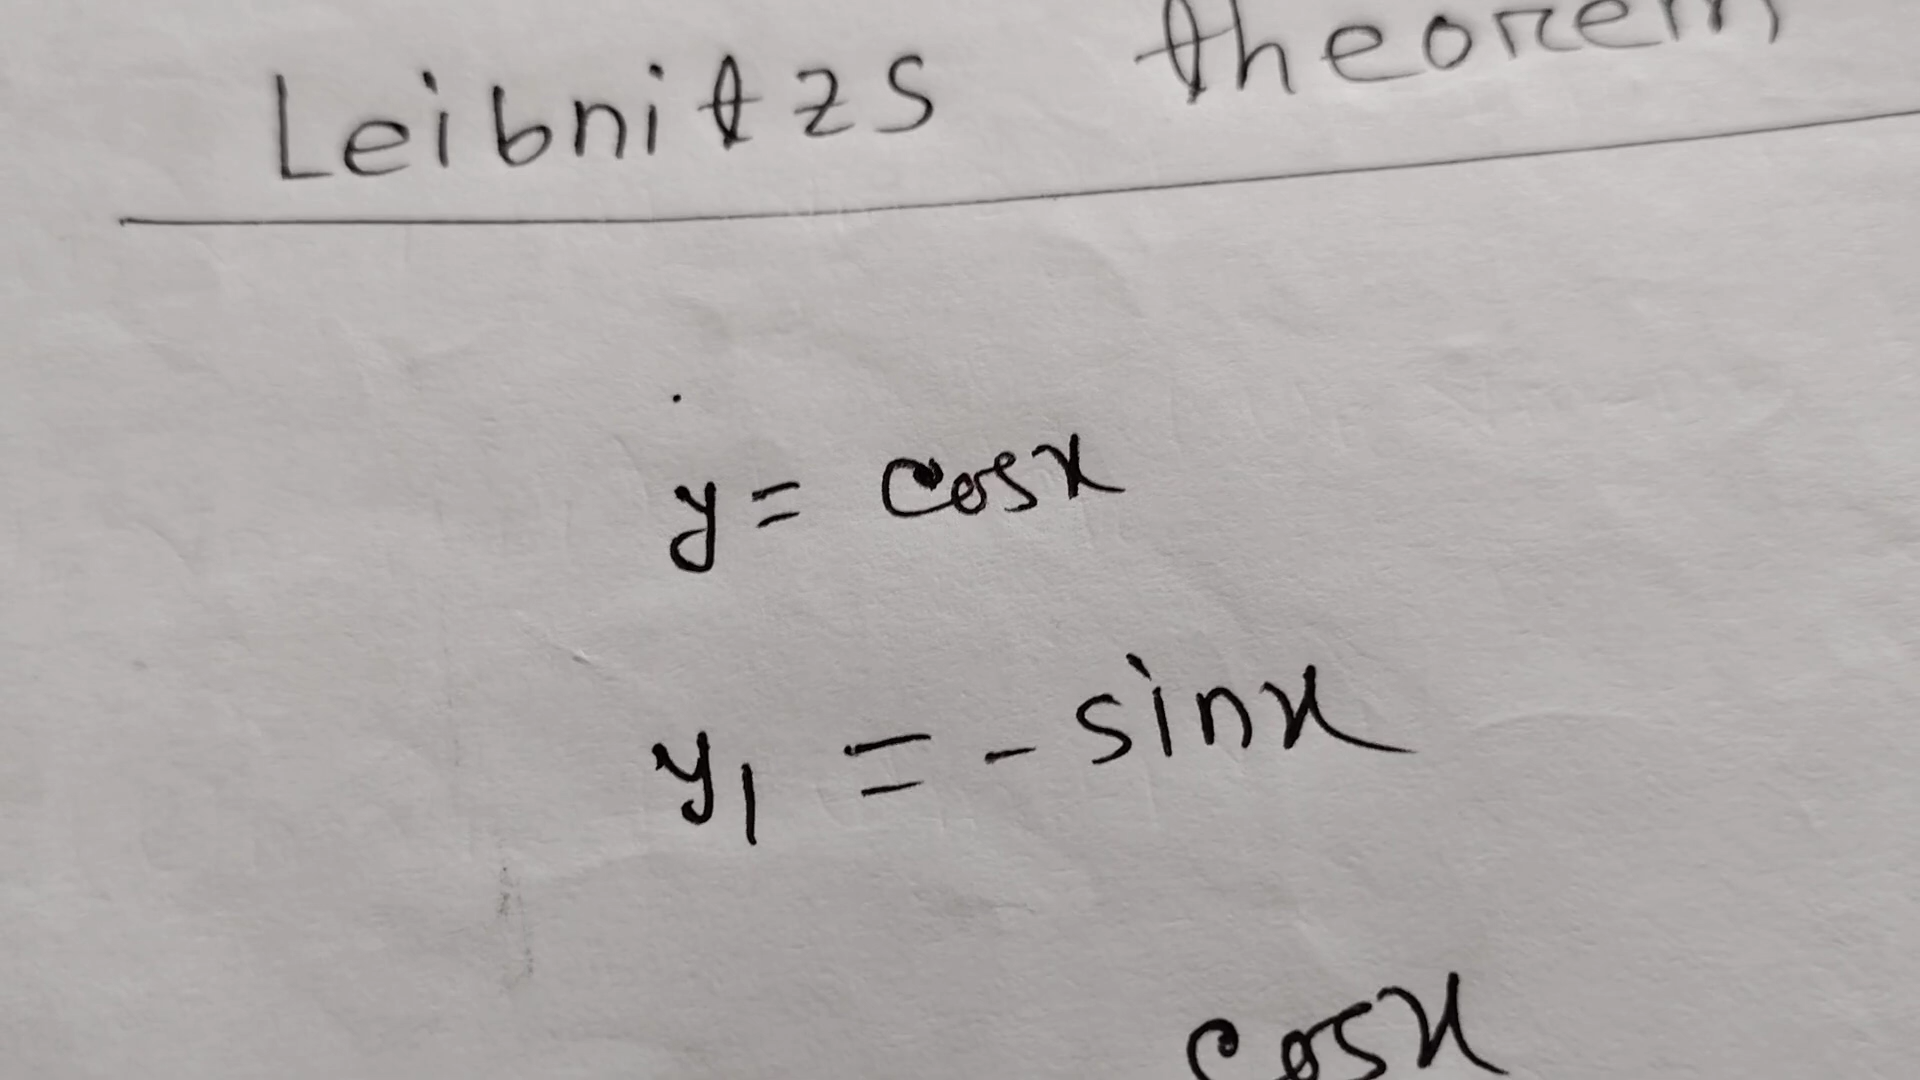 Leibnitzs theorem
y = cosx
y₁ = - sinx
cosx